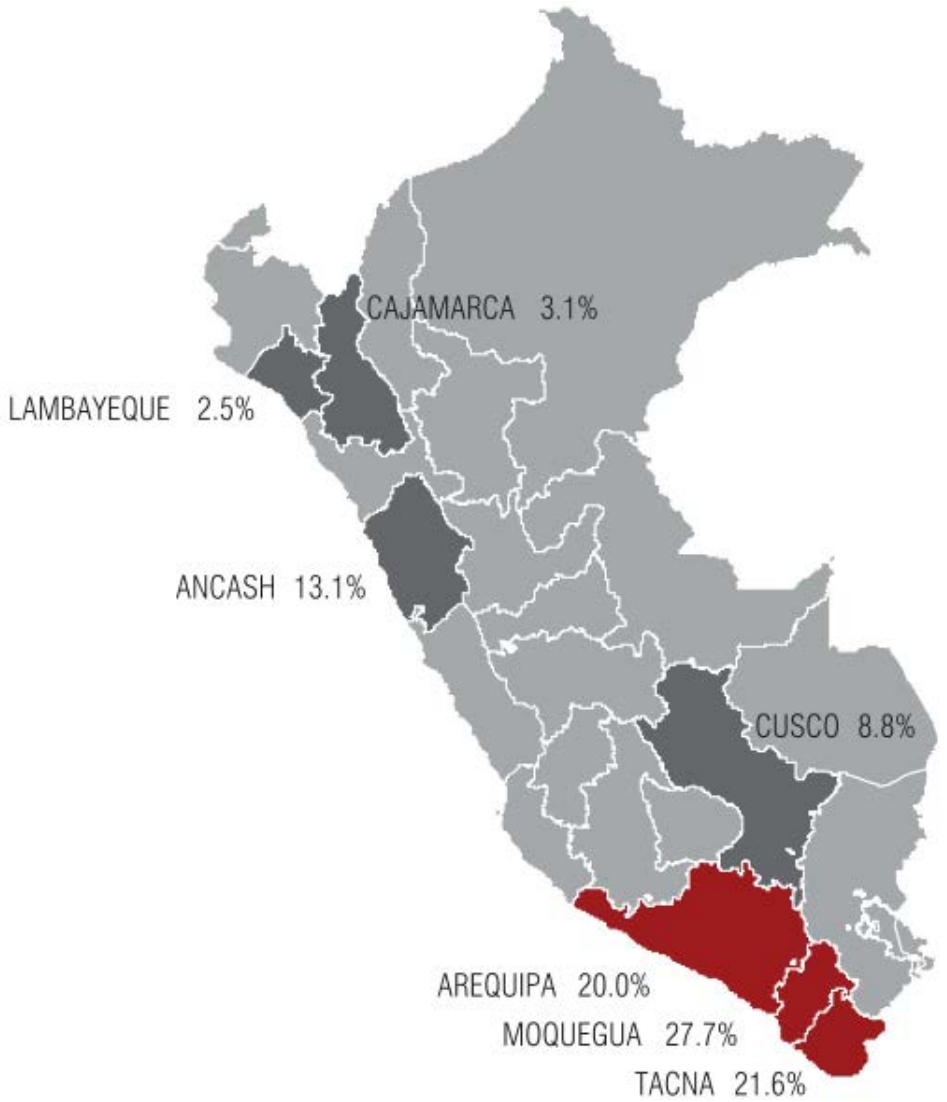 CAJAMARCA 3.1%
LAMBAYEQUE 2.5%
ANCASH 13.1%
CUSCO 8.8%
AREQUIPA 20.0%
MOQUEGUA 27.7%
TACNA 21.6%